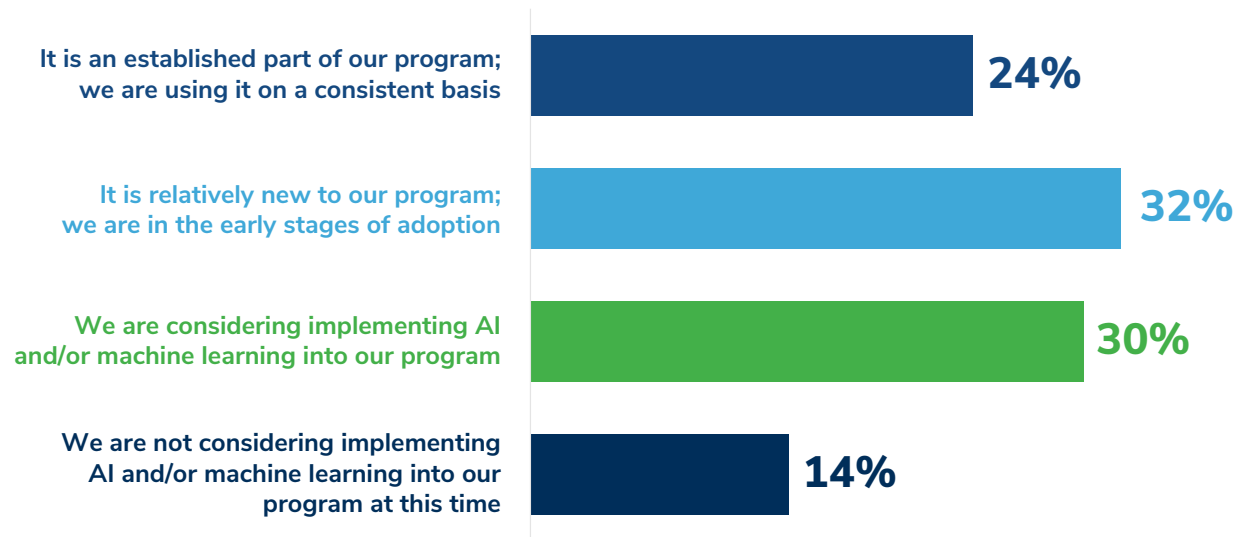 It is an established part of our program;
we are using it on a consistent basis
24%
It is relatively new to our program;
we are in the early stages of adoption
32%
We are considering implementing AI
and/or machine learning into our program
30%
We are not considering implementing
AI and/or machine learning into our
program at this time
14%